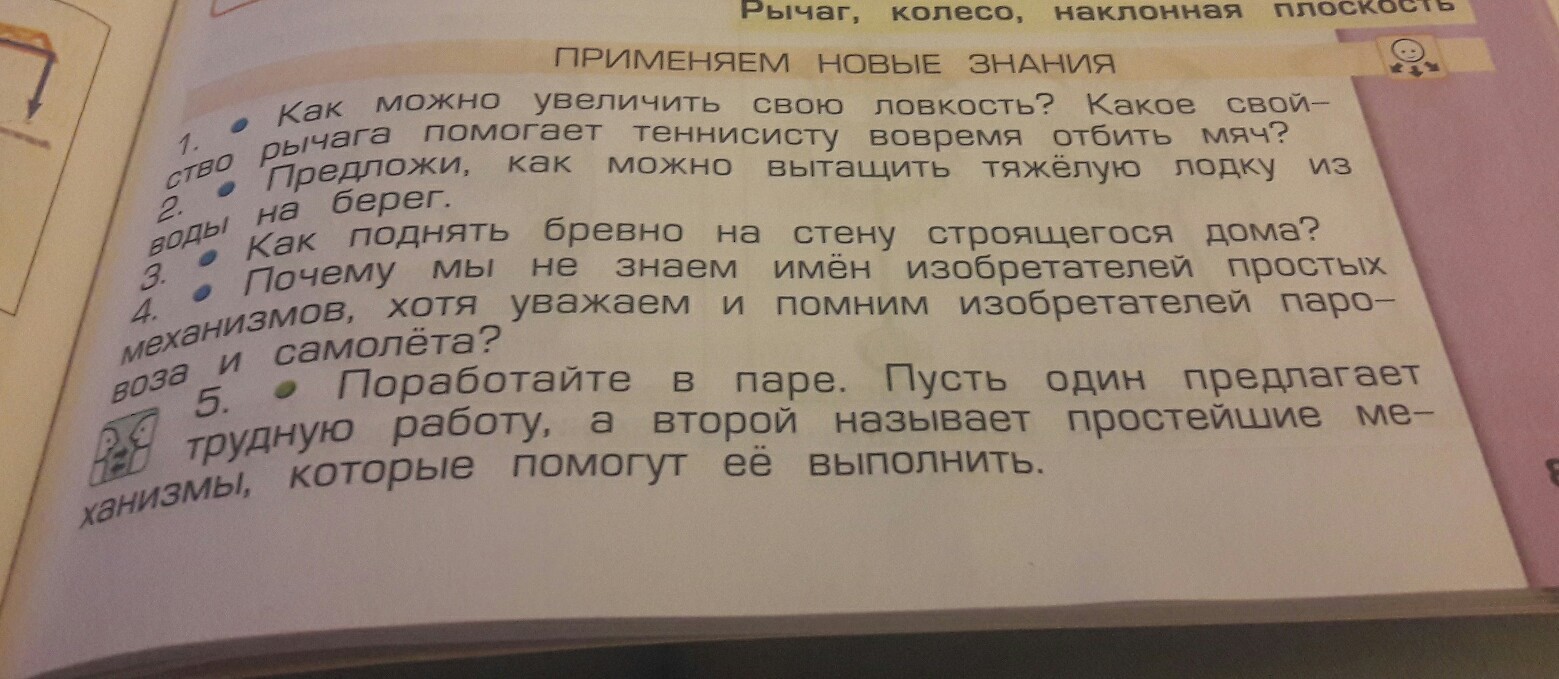 Рычаг, колесо, наклонная плоскость
ПРИМЕНЯЕМ НОВЫЕ ЗНАНИЯ
1. • Как можно увеличить свою ловкость? Какое свой-
ство рычага помогает теннисисту вовремя отбить мяч?
2. • Предложи, как можно вытащить тяжёлую лодку из
воды на берег.
3. • Как поднять бревно на стену строящегося дома?
4. • Почему мы не знаем имён изобретателей простых
механизмов, хотя уважаем и помним изобретателей паро-
воза и самолёта?
5. • Поработайте в паре. Пусть один предлагает
трудную работу, а второй называет простейшие ме-
ханизмы, которые помогут её выполнить.